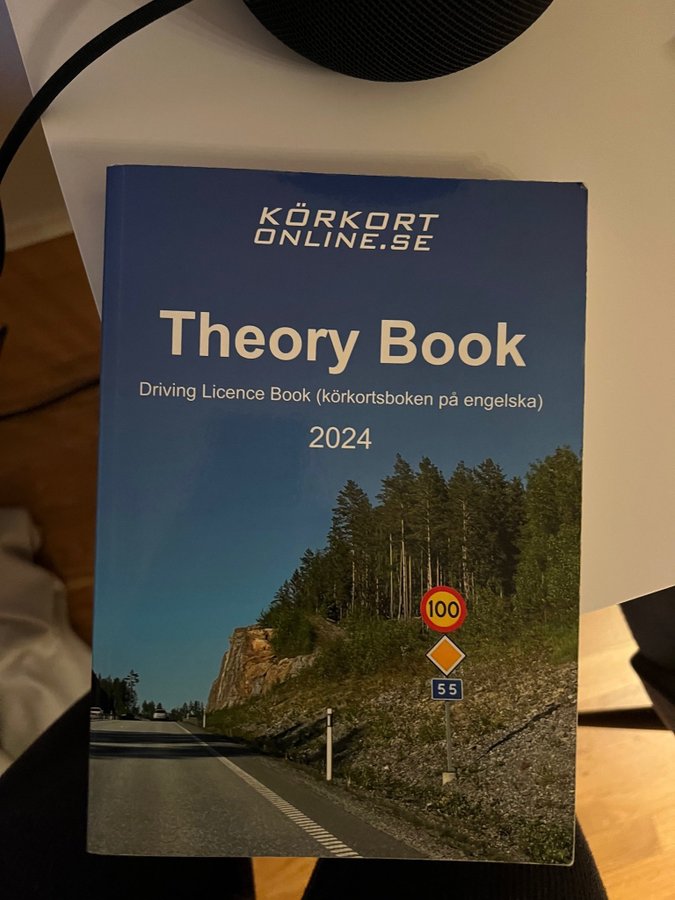 KÖRKORT
ONLINE.SE
Theory Book
Driving Licence Book (körkortsboken på engelska)
2024
100
55